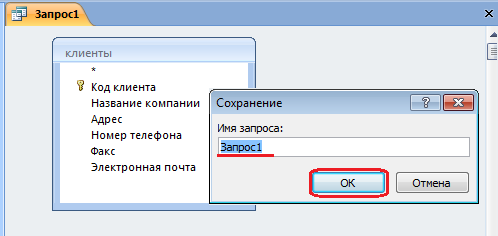 Запрос1
клиенты
*
Код клиента
Название компании
Адрес
Номер телефона
Факс
Электронная почта
Сохранение
Имя запроса:
Запрос1
ОК
Отмена